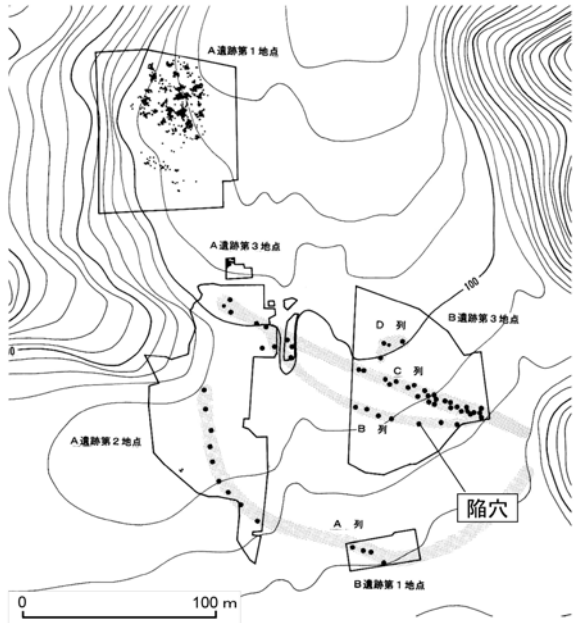 A遺跡第1地点
A遺跡第3地点
100
D 列
B遺跡第3地点
C 列
B 列
A遺跡第2地点
陥穴
A 列
B遺跡第1地点
0 100 m